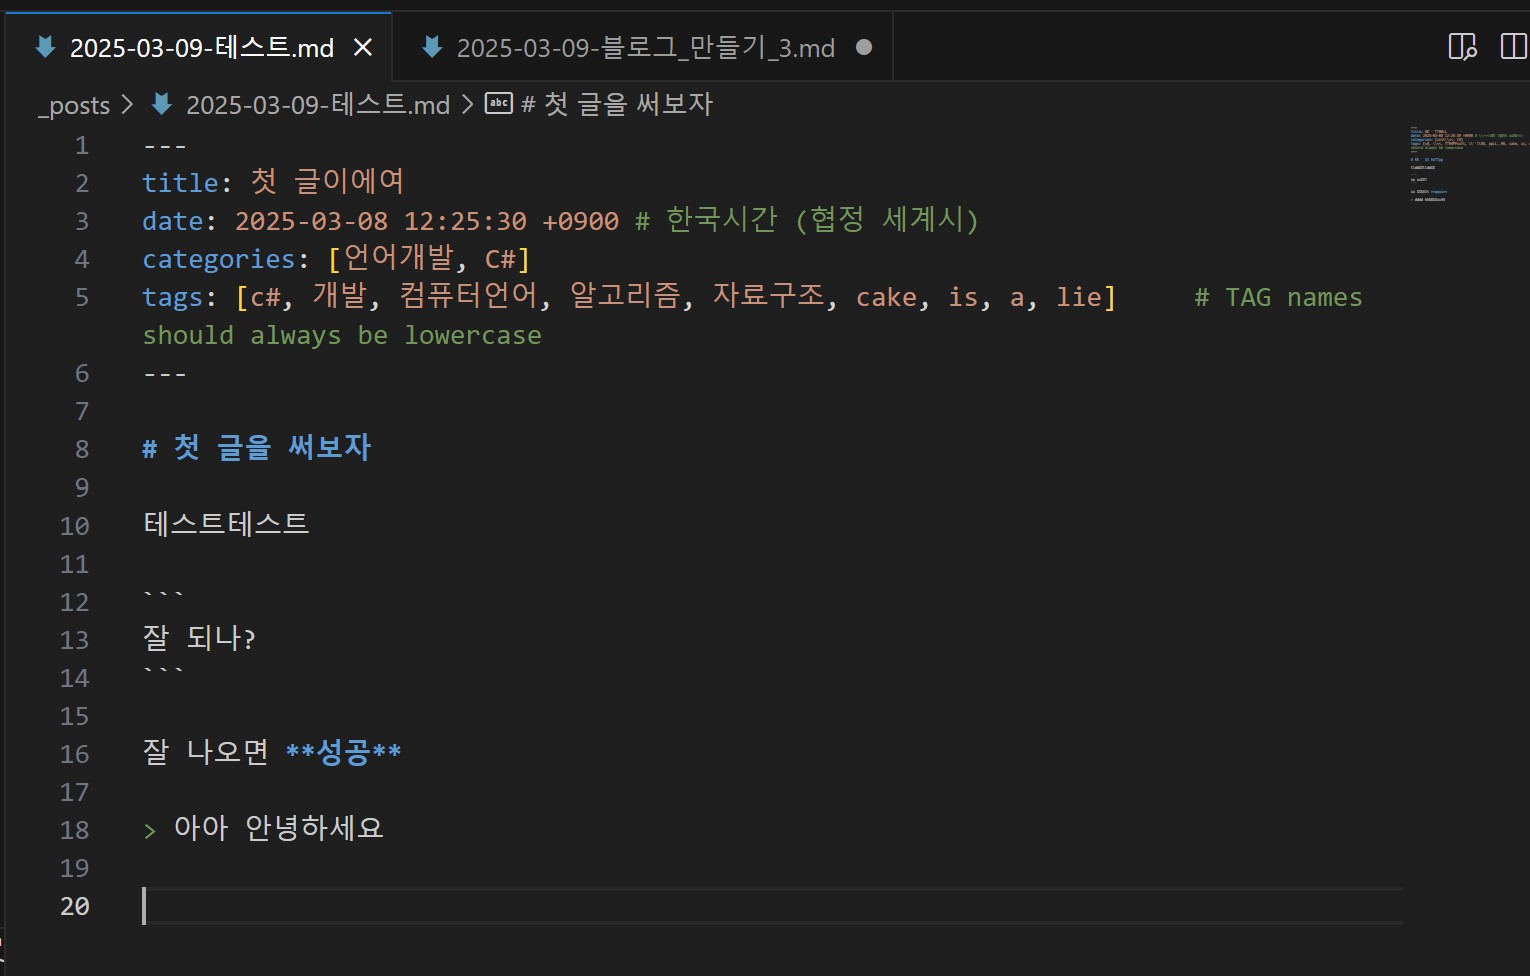 2025-03-09-테스트.md
2025-03-09-블로그_만들기_3.md
_posts > 2025-03-09-테스트.md > abc # 첫 글을 써보자
1 ---
2 title: 첫 글이에여
3 date: 2025-03-08 12:25:30 +0900 # 한국시간 (협정 세계시)
4 categories: [언어개발, C#]
5 tags: [c#, 개발, 컴퓨터언어, 알고리즘, 자료구조, cake, is, a, lie] # TAG names
should always be lowercase
6 ---
7
8 # 첫 글을 써보자
9
10 테스트테스트
11
12 ```
13 잘 되나?
14 ```
15
16 잘 나오면 **성공**
17
18 > 아아 안녕하세요
19
20